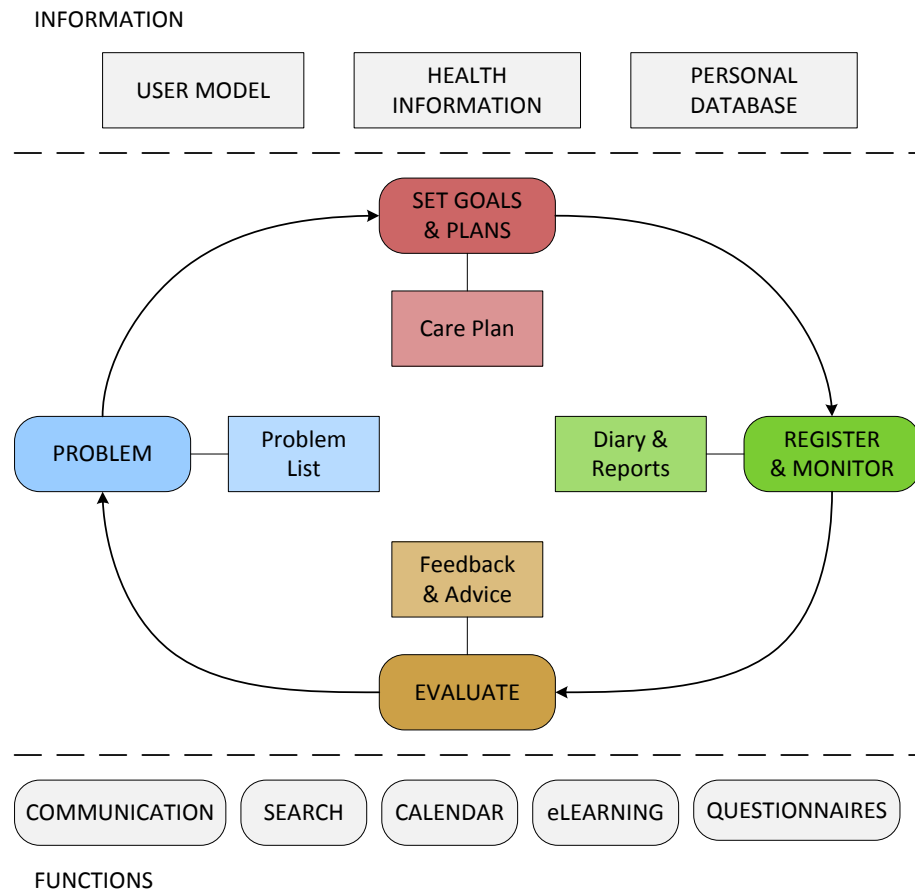 INFORMATION
USER MODEL
HEALTH
INFORMATION
PERSONAL
DATABASE
SET GOALS
& PLANS
Care Plan
PROBLEM
Problem
List
Diary &
Reports
REGISTER
& MONITOR
Feedback
& Advice
EVALUATE
COMMUNICATION
SEARCH
CALENDAR
eLEARNING
QUESTIONNAIRES
FUNCTIONS